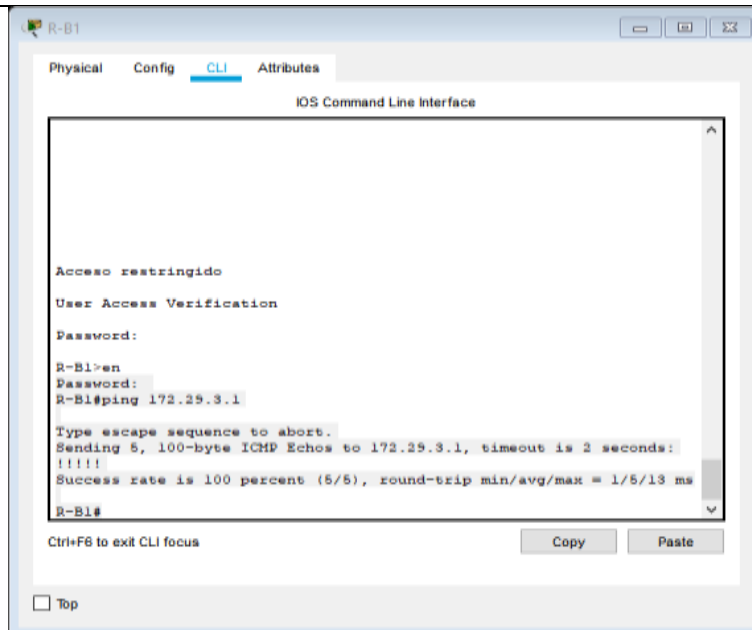 R-B1
Physical Config CLI Attributes
IOS Command Line Interface
Acceso restringido
User Access Verification
Password:
R-B1>en
Password:
R-B1#ping 172.29.3.1
Type escape sequence to abort.
Sending 5, 100-byte ICMP Echos to 172.29.3.1, timeout is 2 seconds:
!!!!!
Success rate is 100 percent (5/5), round-trip min/avg/max = 1/5/13 ms
R-B1#
Ctrl+F6 to exit CLI focus
Copy Paste
Top